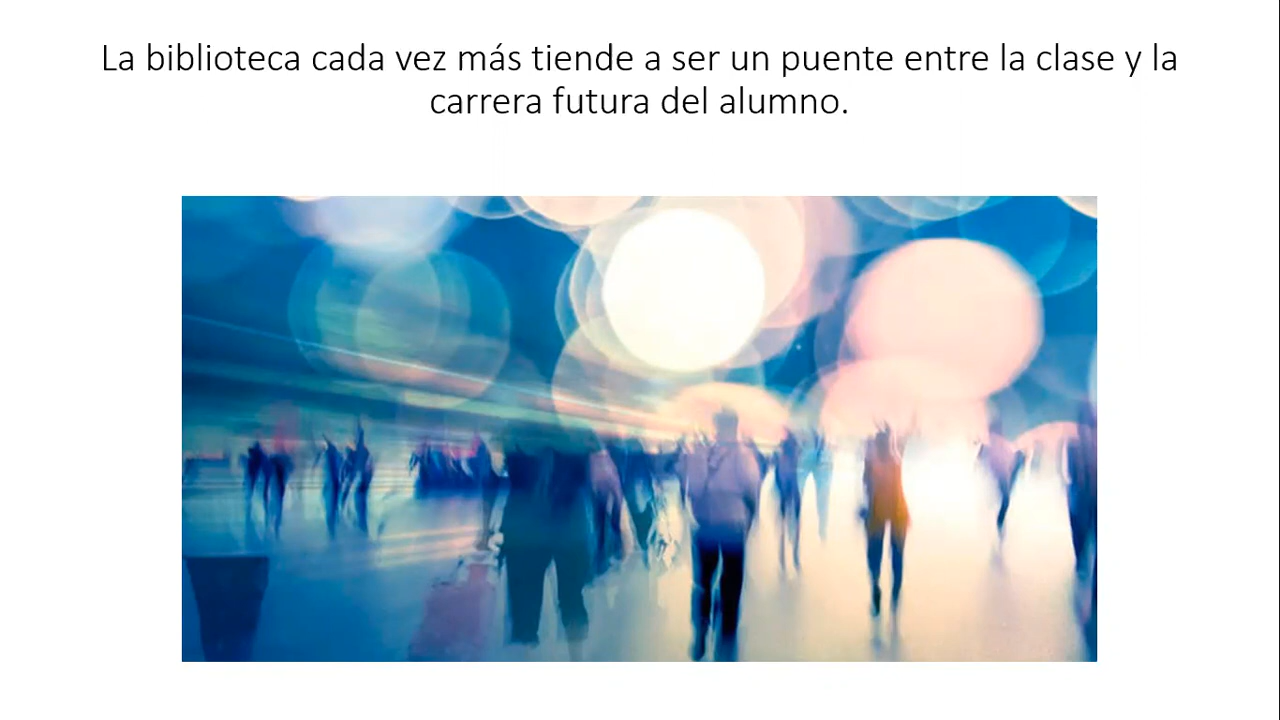 La biblioteca cada vez más tiende a ser un puente entre la clase y la
carrera futura del alumno.